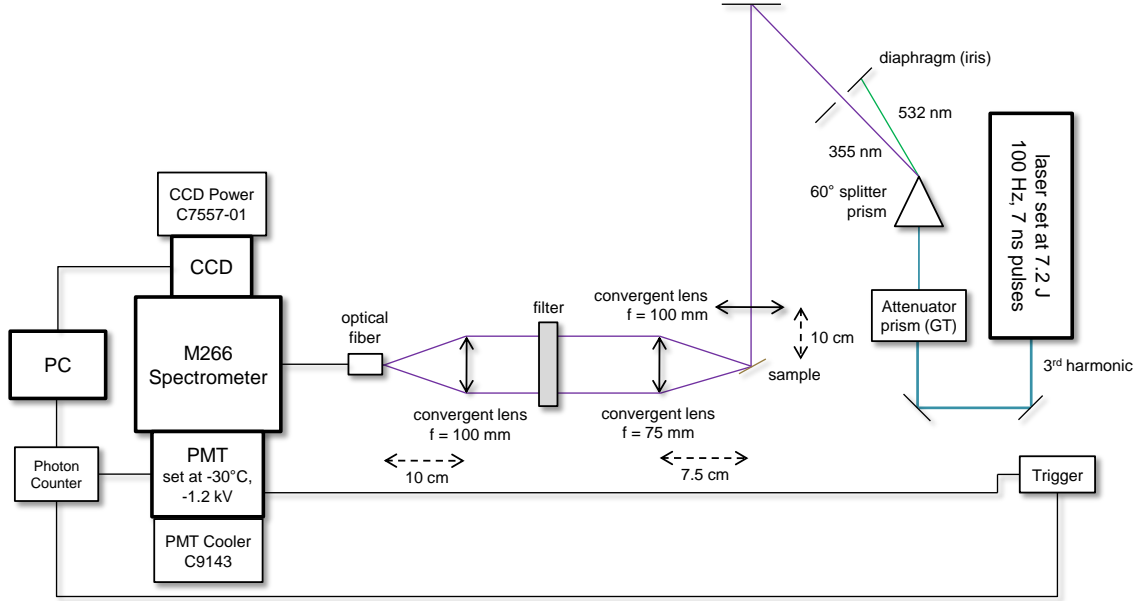 diaphragm (iris)
532 nm
355 nm
60° splitter
prism
laser set at 7.2 J
100 Hz, 7 ns pulses
CCD Power
C7557-01
CCD
Attenuator
prism (GT)
3rd harmonic
convergent lens
f = 100 mm
10 cm
filter
optical
fiber
sample
M266
Spectrometer
PC
convergent lens
f = 100 mm
convergent lens
f = 75 mm
10 cm
7.5 cm
PMT
set at -30°C,
-1.2 kV
Photon
Counter
Trigger
PMT Cooler
C9143